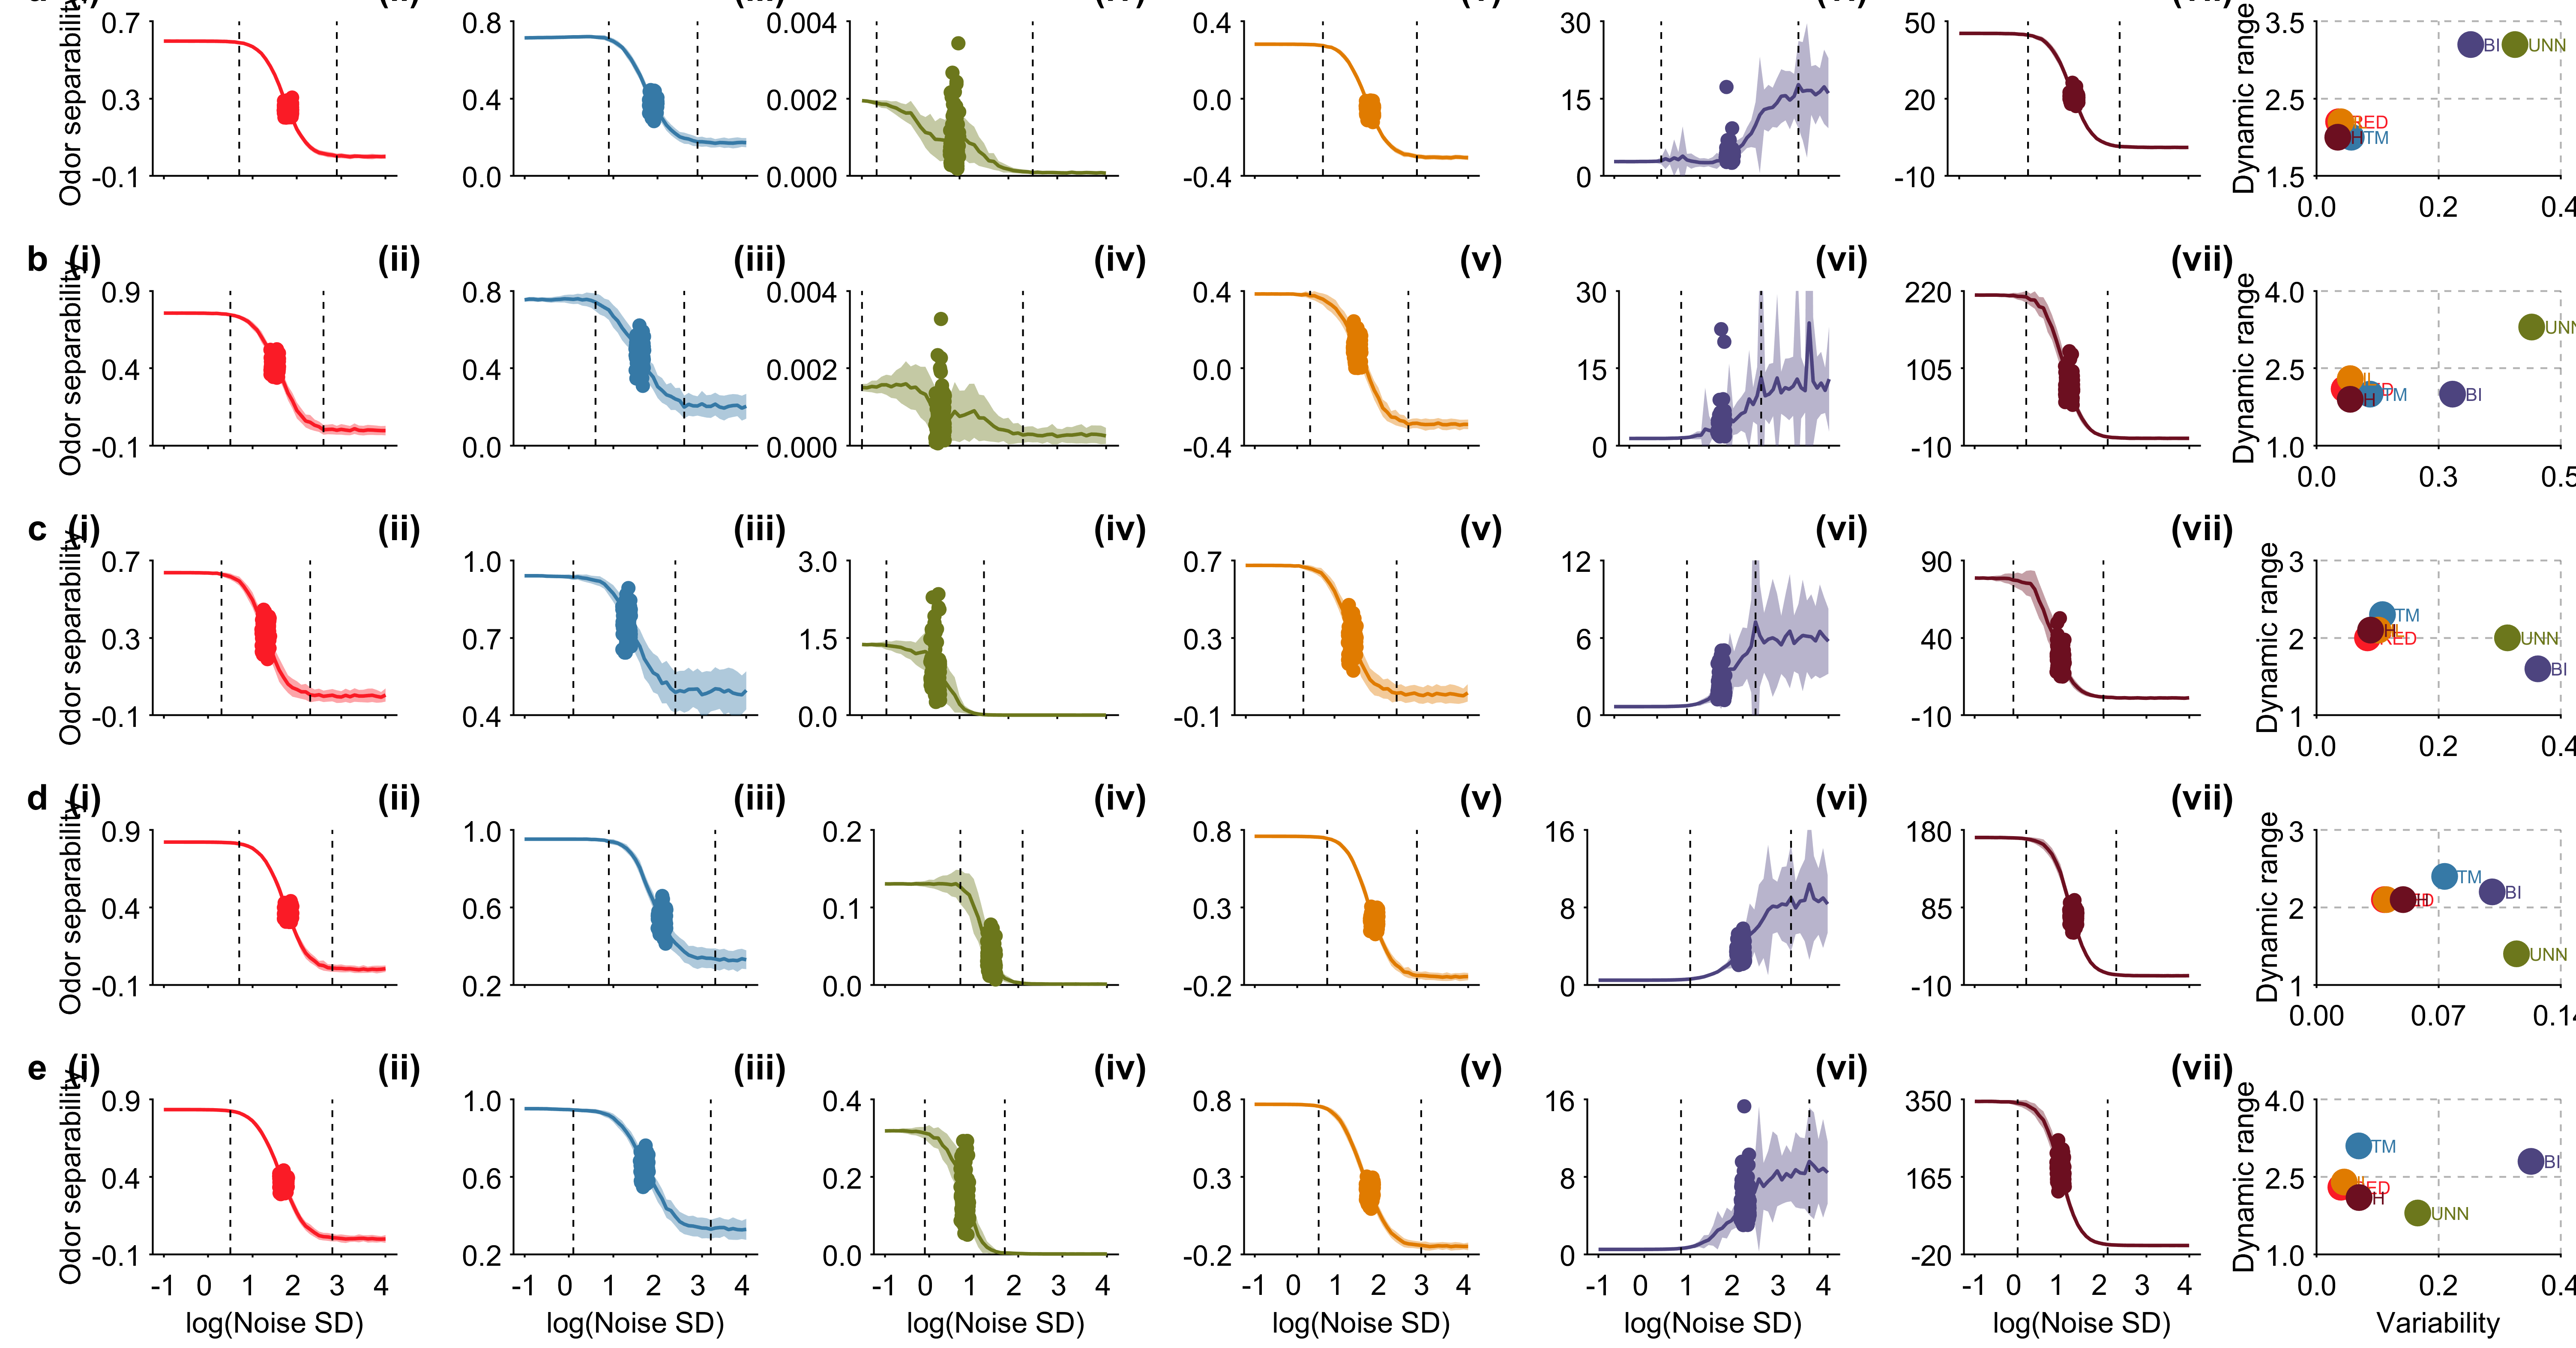 (i) (ii) (iii) (iv) (v) (vi) (vii)
Odor separability 0.7 0.3 -0.1
0.8 0.4 0.0
0.004 0.002 0.000
0.4 0.0 -0.4
30 15 0
50 20 -10
Dynamic range 3.5 2.5 1.5
BI UNN RED TM H
0.0 0.2 0.4
b (i) (ii) (iii) (iv) (v) (vi) (vii)
Odor separability 0.9 0.4 -0.1
0.8 0.4 0.0
0.004 0.002 0.000
0.4 0.0 -0.4
30 15 0
220 105 -10
Dynamic range 4.0 2.5 1.0
UNN TM H BI
0.0 0.3 0.5
c (i) (ii) (iii) (iv) (v) (vi) (vii)
Odor separability 0.7 0.3 -0.1
1.0 0.7 0.4
3.0 1.5 0.0
0.7 0.3 -0.1
12 6 0
90 40 -10
Dynamic range 3 2 1
TM H RED UNN BI
0.0 0.2 0.4
d (i) (ii) (iii) (iv) (v) (vi) (vii)
Odor separability 0.9 0.4 -0.1
1.0 0.6 0.2
0.2 0.1 0.0
0.8 0.3 -0.2
16 8 0
180 85 -10
Dynamic range 3 2 1
TM BI H UNN
0.00 0.07 0.14
e (i) (ii) (iii) (iv) (v) (vi) (vii)
Odor separability 0.9 0.4 -0.1
1.0 0.6 0.2
0.4 0.2 0.0
0.8 0.3 -0.2
16 8 0
350 165 -20
Dynamic range 4.0 2.5 1.0
TM BI RED H UNN
-1 0 1 2 3 4
-1 0 1 2 3 4
-1 0 1 2 3 4
-1 0 1 2 3 4
-1 0 1 2 3 4
-1 0 1 2 3 4
0.0 0.2 0.4
log(Noise SD)
log(Noise SD)
log(Noise SD)
log(Noise SD)
log(Noise SD)
log(Noise SD)
Variability